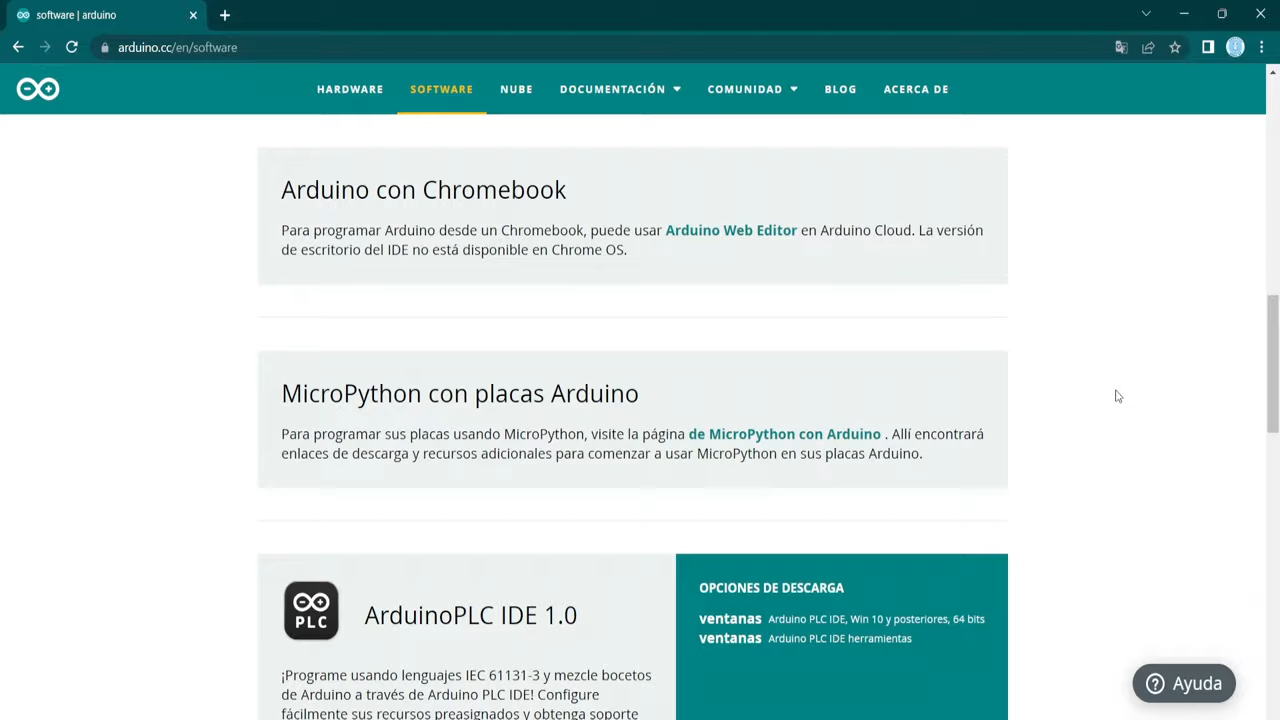 software | arduino
arduino.cc/en/software
HARDWARE SOFTWARE NUBE DOCUMENTACIÓN COMUNIDAD BLOG ACERCA DE
Arduino con Chromebook
Para programar Arduino desde un Chromebook, puede usar Arduino Web Editor en Arduino Cloud. La versión
de escritorio del IDE no está disponible en Chrome OS.
MicroPython con placas Arduino
Para programar sus placas usando MicroPython, visite la página de MicroPython con Arduino . Allí encontrará
enlaces de descarga y recursos adicionales para comenzar a usar MicroPython en sus placas Arduino.
PLC
ArduinoPLC IDE 1.0
¡Programe usando lenguajes IEC 61131-3 y mezcle bocetos
de Arduino a través de Arduino PLC IDE! Configure
fácilmente sus recursos preasignados y obtenga soporte
OPCIONES DE DESCARGA
ventanas Arduino PLC IDE, Win 10 y posteriores, 64 bits
ventanas Arduino PLC IDE herramientas
Ayuda